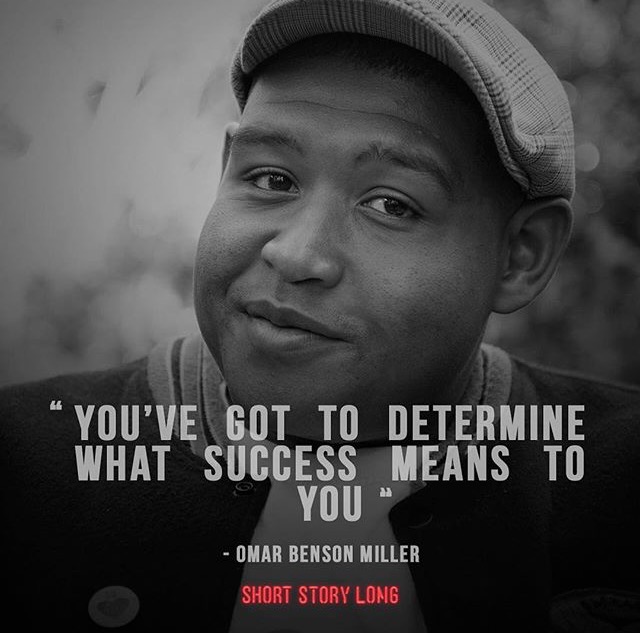 “ YOU’VE GOT TO DETERMINE
WHAT SUCCESS MEANS TO
YOU ”
- OMAR BENSON MILLER
SHORT STORY LONG